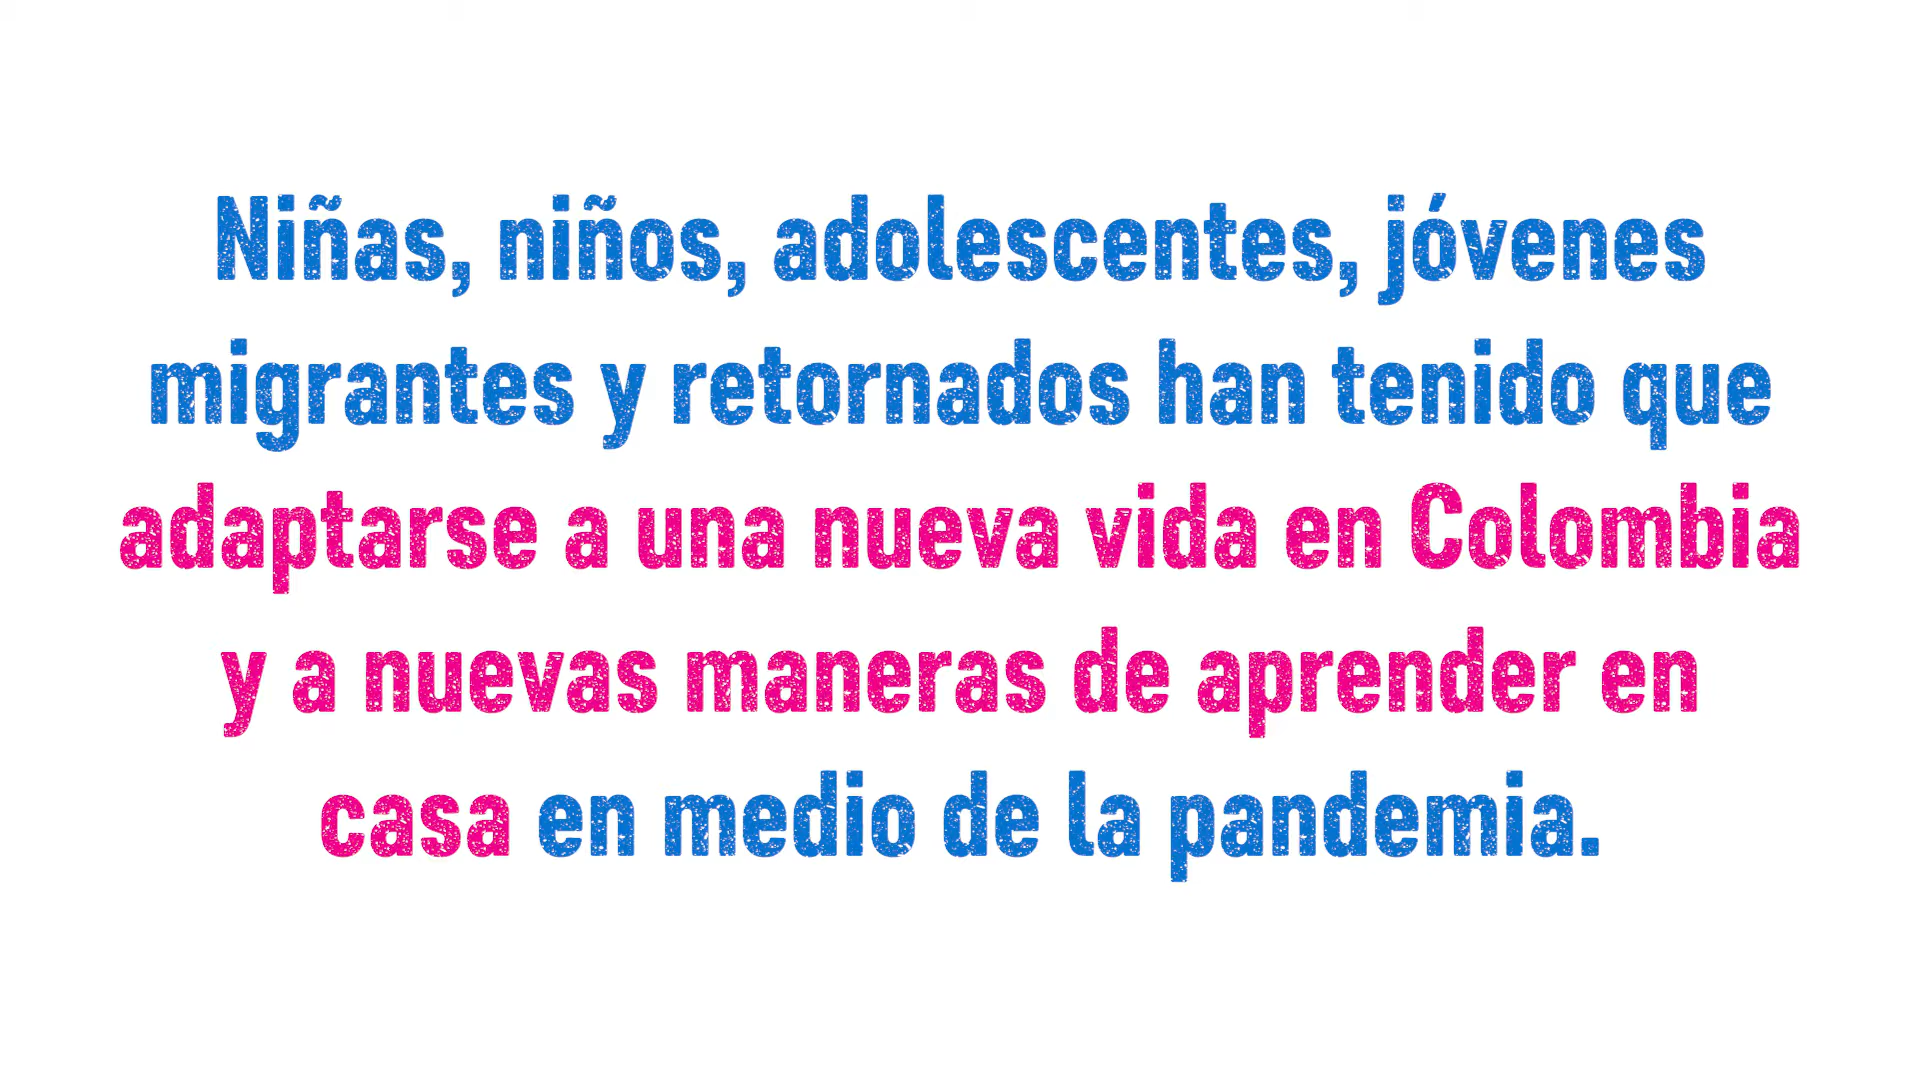 Niñas, niños, adolescentes, jóvenes
migrantes y retornados han tenido que
adaptarse a una nueva vida en Colombia
y a nuevas maneras de aprender en
casa en medio de la pandemia.